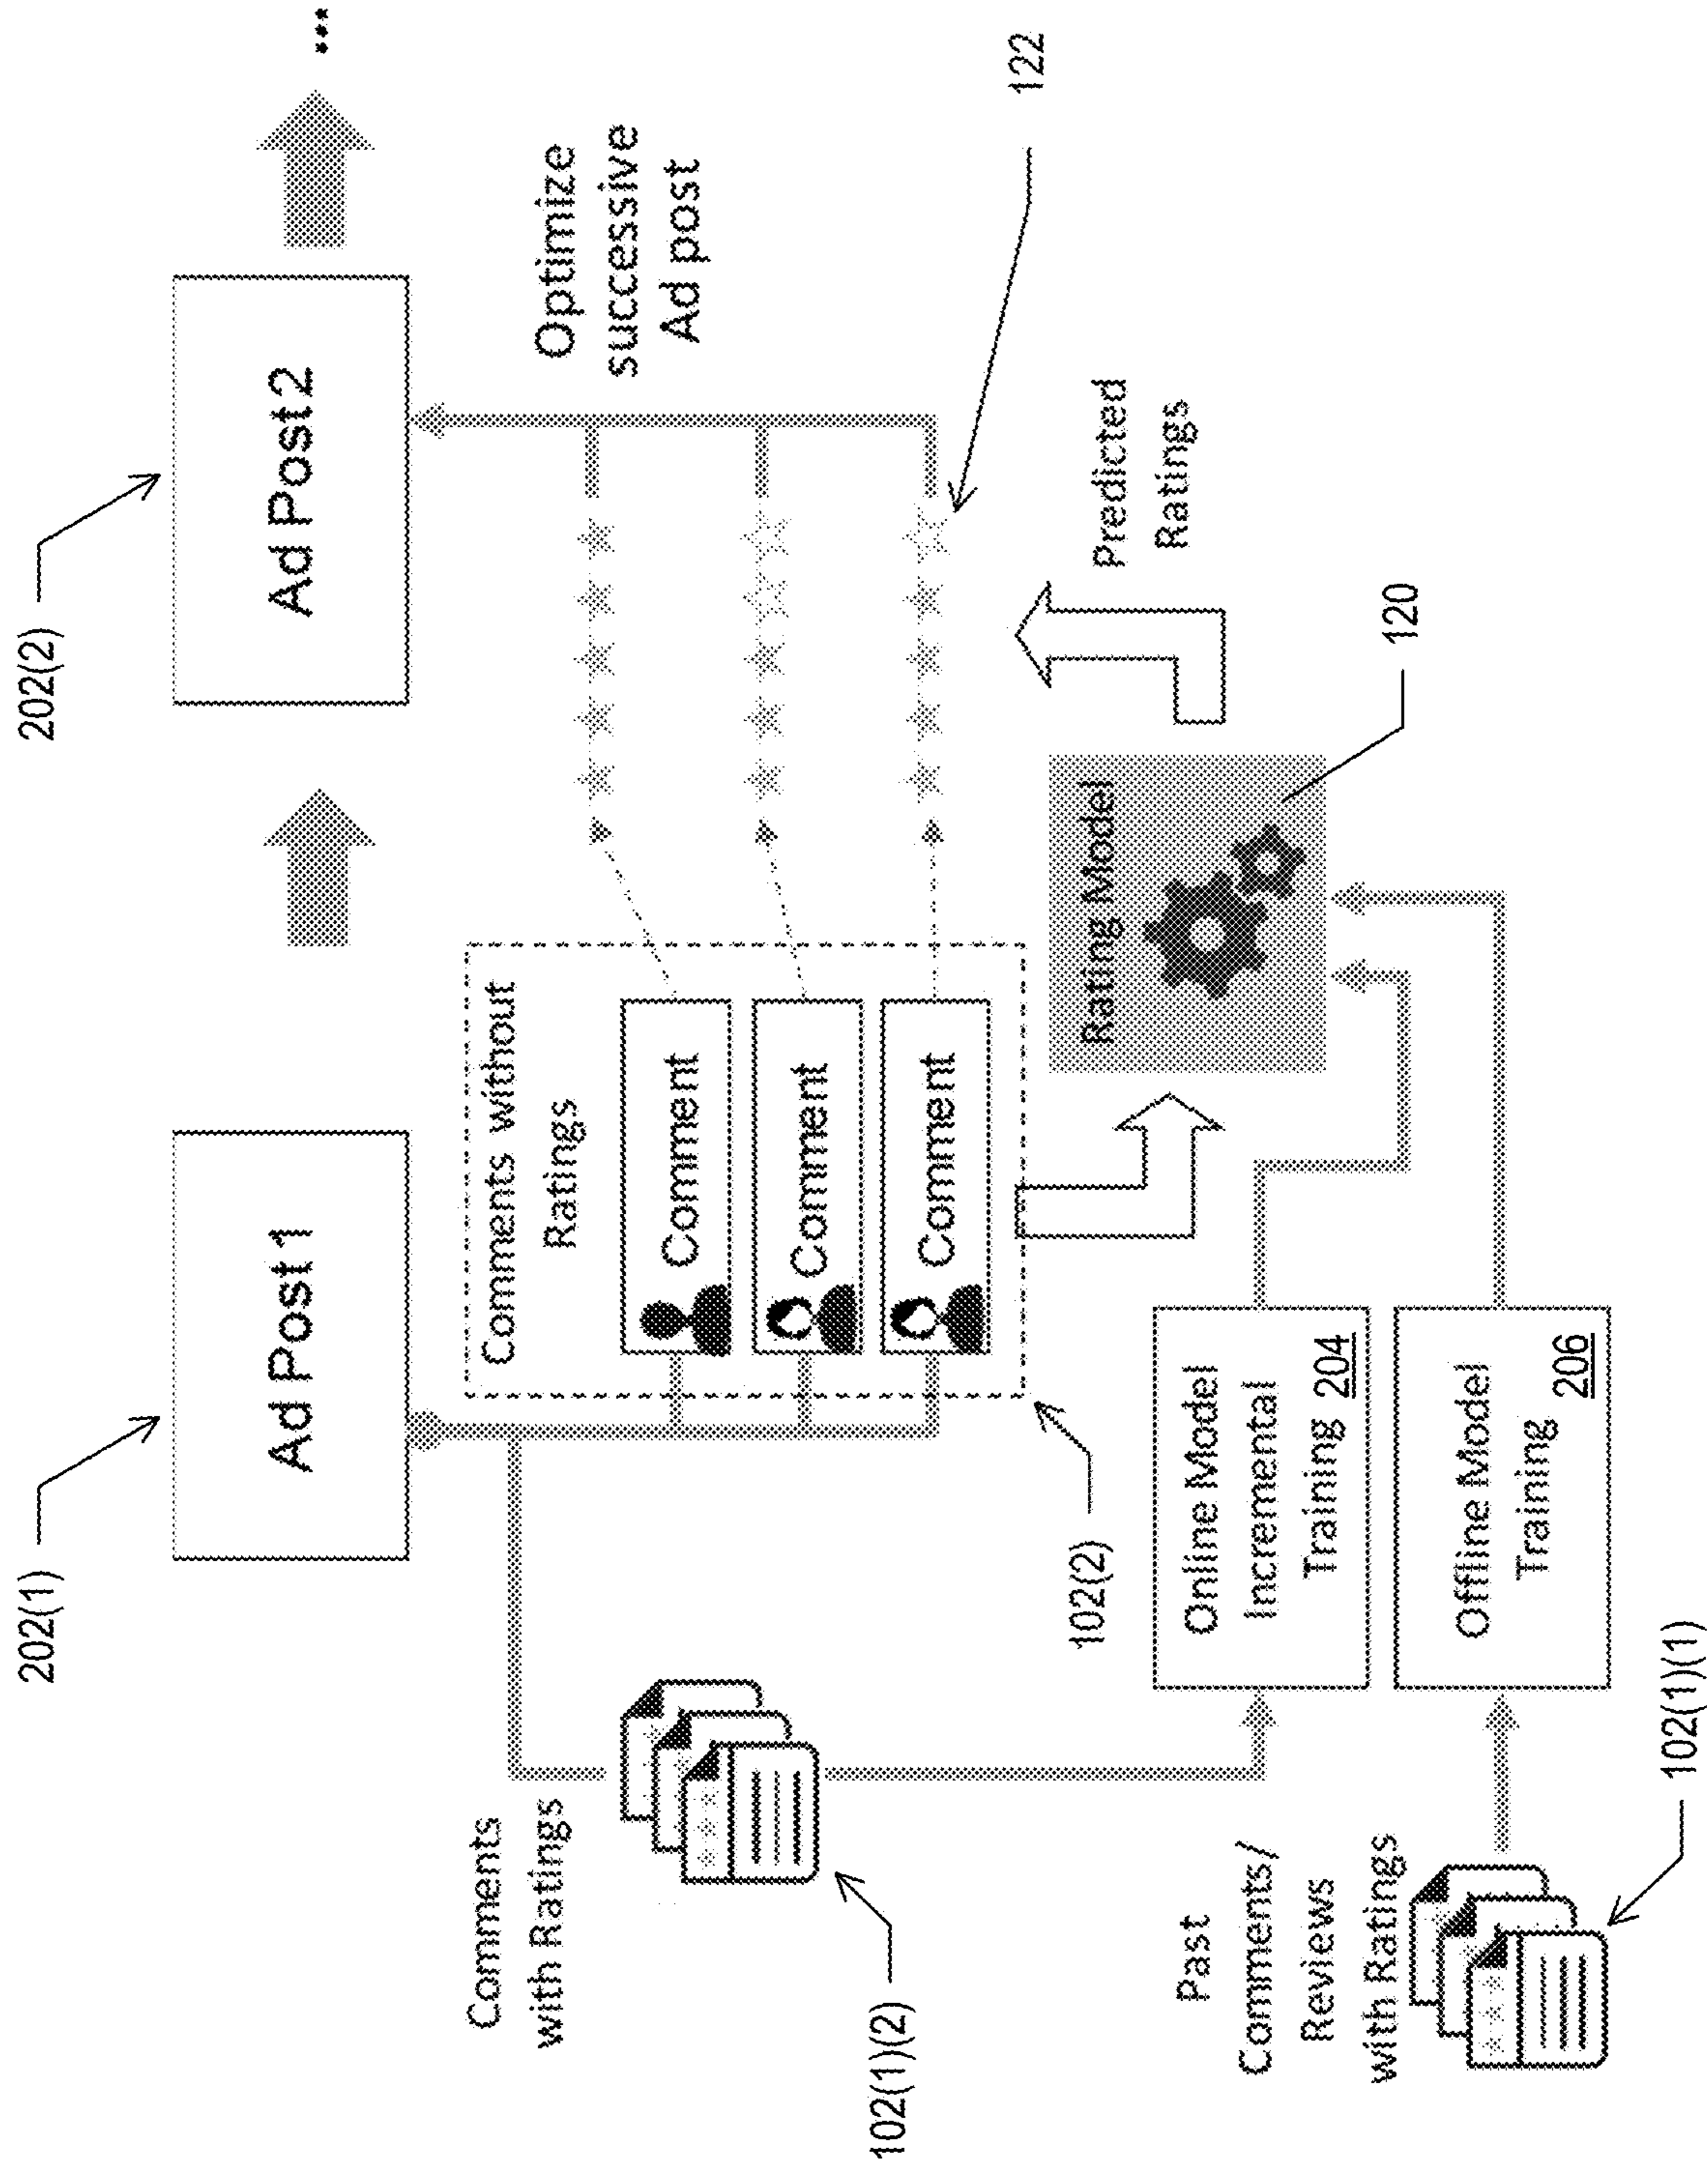 202(1)
202(2)
Ad Post 1
Ad Post 2
...
Comments
with Ratings
Comments without
Ratings
Comment
Comment
Comment
Optimize
successive
Ad post
102(1)(2)
102(2)
122
Rating Model
Predicted
Ratings
120
Past
Comments/
Reviews
with Ratings
Online Model
Incremental
Training 204
Offline Model
Training
206
102(1)(1)